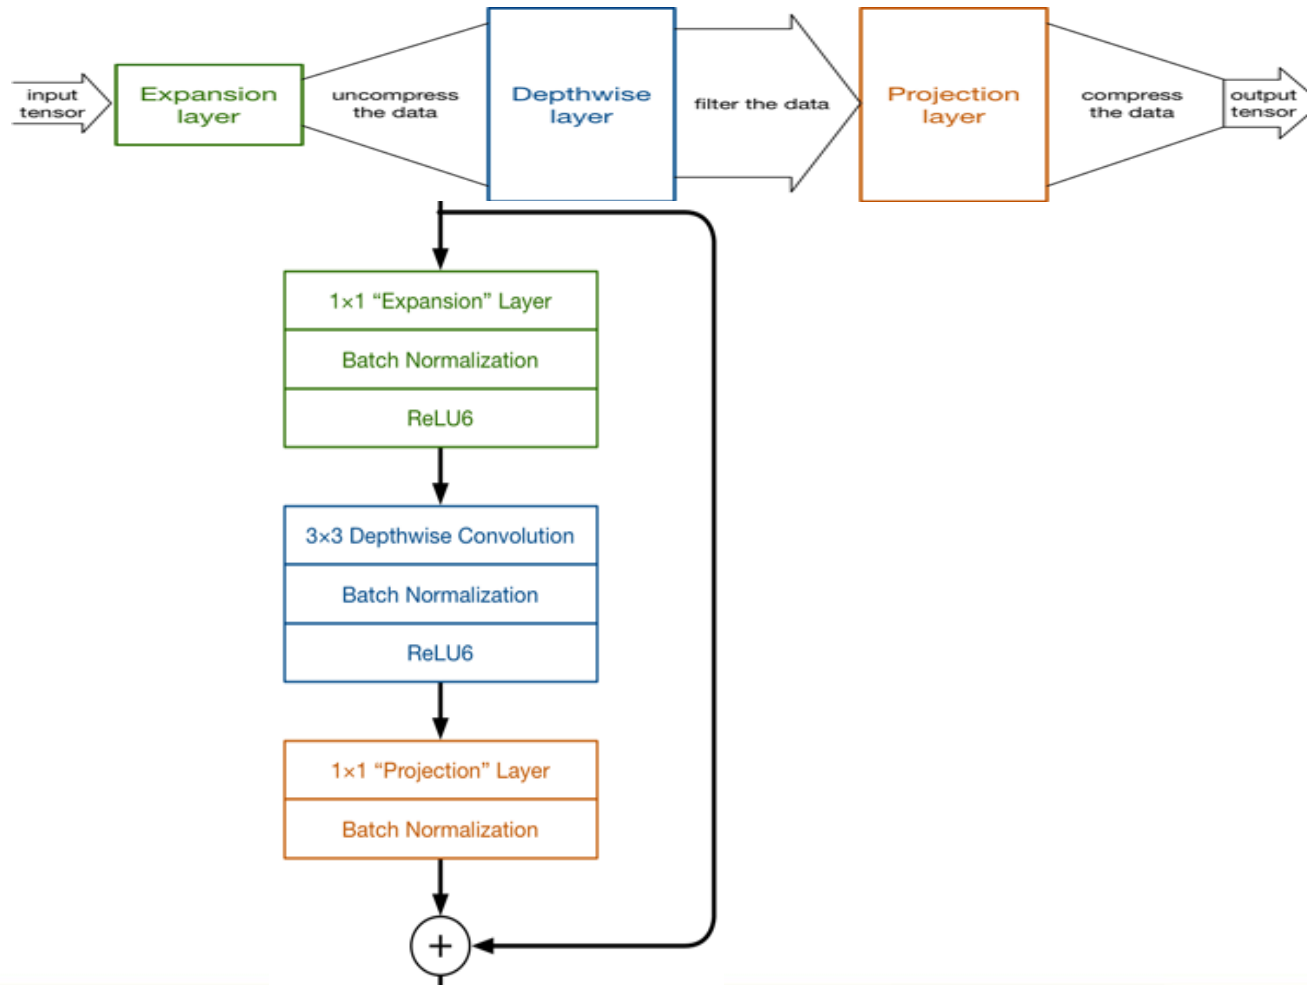 input
tensor
Expansion
layer
uncompress
the data
Depthwise
layer
filter the data
Projection
layer
compress
the data
output
tensor
1×1 “Expansion” Layer
Batch Normalization
ReLU6
3×3 Depthwise Convolution
Batch Normalization
ReLU6
1×1 “Projection” Layer
Batch Normalization
+